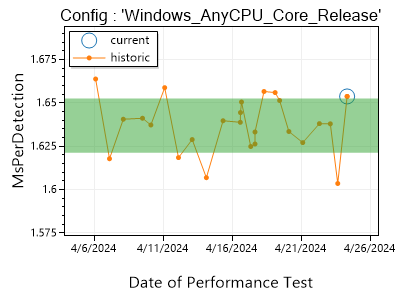 Config : 'Windows_AnyCPU_Core_Release'
current
historic
1.675
1.65
1.625
1.6
1.575
MsPerDetection
4/6/2024 4/11/2024 4/16/2024 4/21/2024 4/26/2024
Date of Performance Test